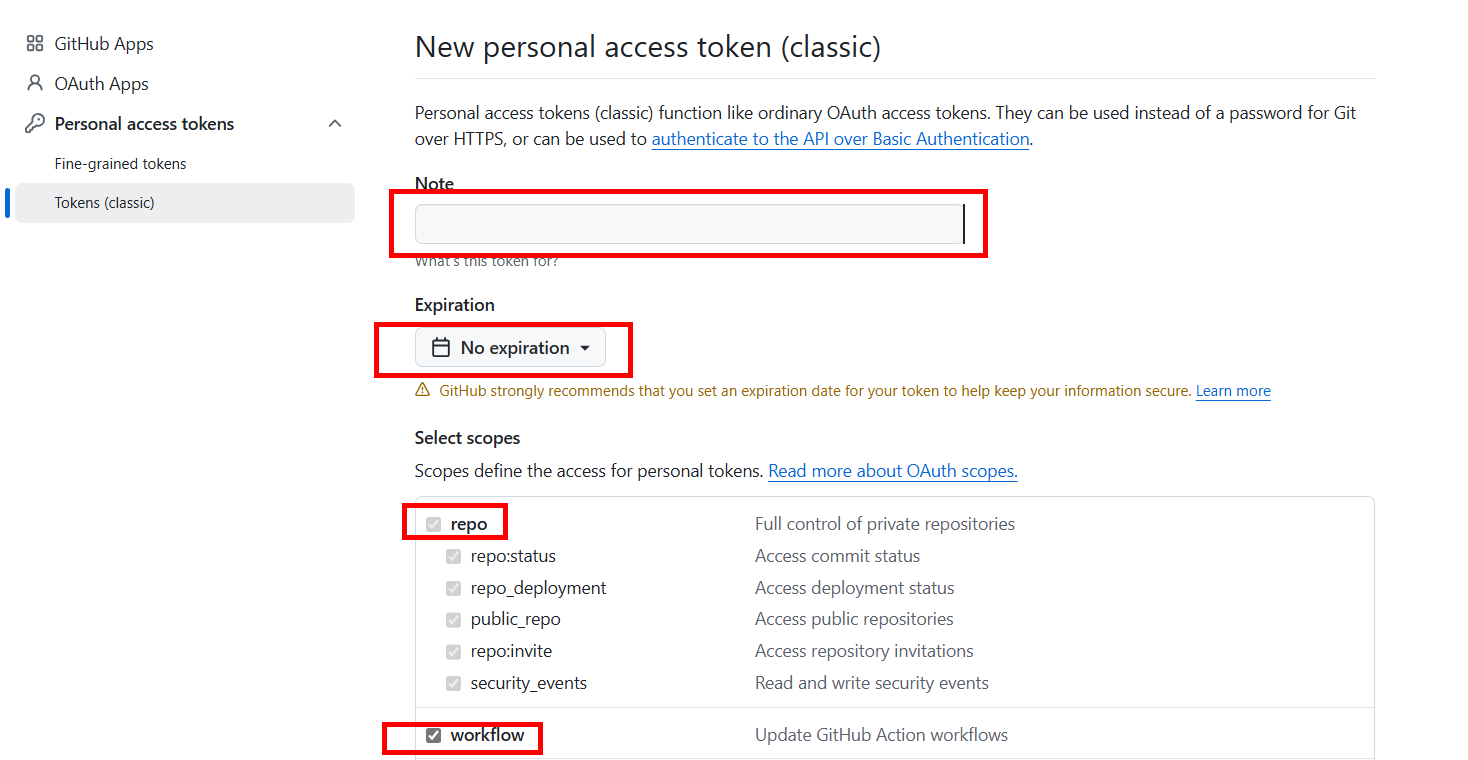 GitHub Apps
OAuth Apps
Personal access tokens
Fine-grained tokens
Tokens (classic)
New personal access token (classic)
Personal access tokens (classic) function like ordinary OAuth access tokens. They can be used instead of a password for Git
over HTTPS, or can be used to authenticate to the API over Basic Authentication.
Note
What's this token for?
Expiration
No expiration
GitHub strongly recommends that you set an expiration date for your token to help keep your information secure. Learn more
Select scopes
Scopes define the access for personal tokens. Read more about OAuth scopes.
repo Full control of private repositories
repo:status Access commit status
repo_deployment Access deployment status
public_repo Access public repositories
repo:invite Access repository invitations
security_events Read and write security events
workflow Update GitHub Action workflows